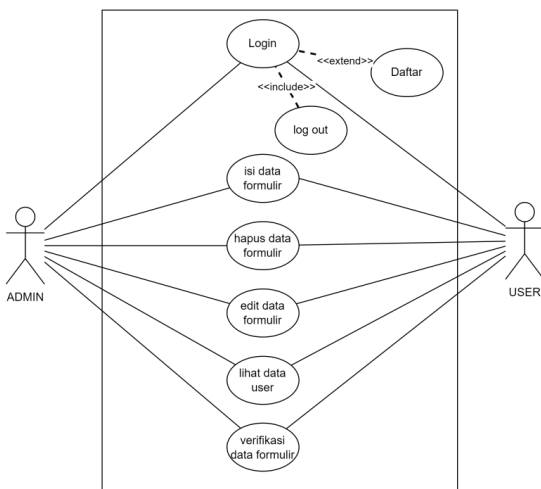 Login
<<extend>>
Daftar
<<include>>
log out
isi data
formulir
hapus data
formulir
ADMIN
USER
edit data
formulir
lihat data
user
verifikasi
data formulir